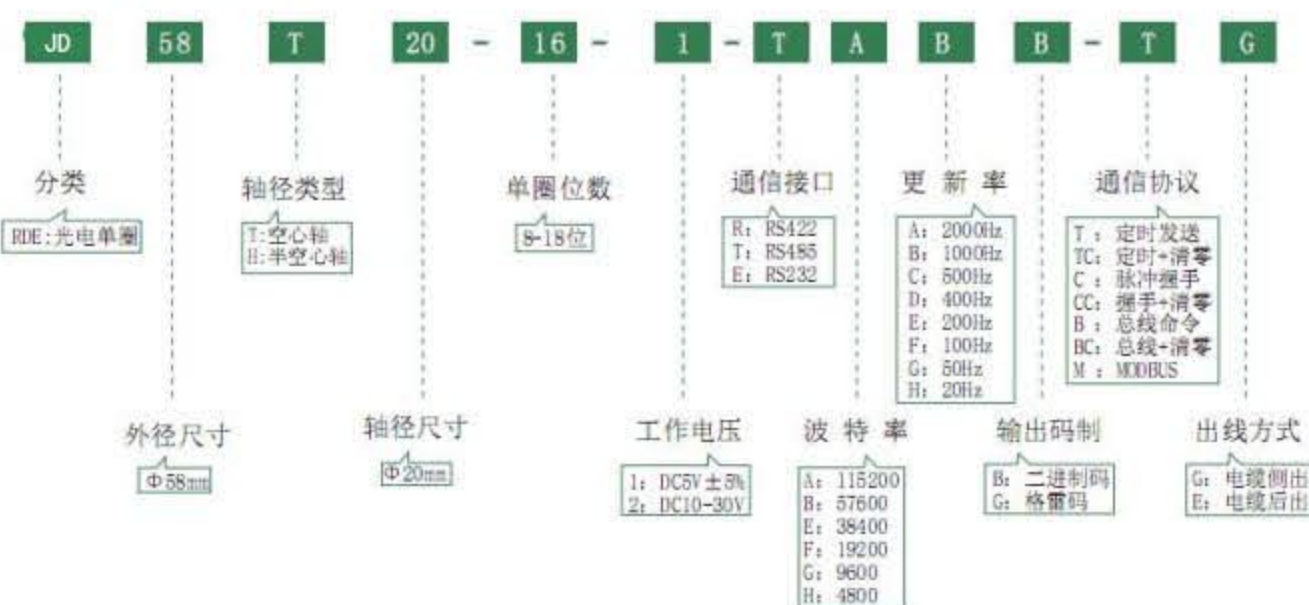 JD 58 T 20 - 16 - 1 - T A B B - T G
分类
RDE:光电单圈
轴径类型
T:空心轴
H:半空心轴
单圈位数
8-18位
通信接口
R: RS422
T: RS485
E: RS232
更 新 率
A: 2000Hz
B: 1000Hz
C: 500Hz
D: 400Hz
E: 200Hz
F: 100Hz
G: 50Hz
H: 20Hz
通信协议
T : 定时发送
TC: 定时+清零
C : 脉冲握手
CC: 握手+清零
B : 总线命令
BC: 总线+清零
M : MODBUS
外径尺寸
Φ58mm
轴径尺寸
Φ20mm
工作电压
1: DC5V±5%
2: DC10-30V
波 特 率
A: 115200
B: 57600
E: 38400
F: 19200
G: 9600
H: 4800
输出码制
B: 二进制码
G: 格雷码
出线方式
G: 电缆侧出
E: 电缆后出